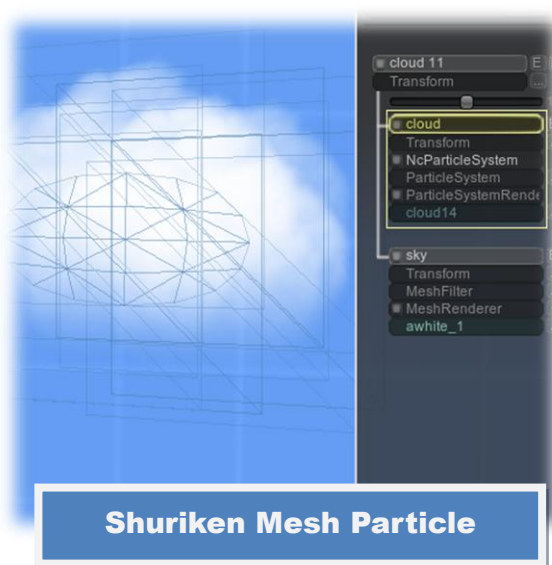 cloud 11 E
Transform ...
cloud
Transform
NcParticleSystem
ParticleSystem
ParticleSystemRende
cloud14
sky
Transform
MeshFilter
MeshRenderer
awhite_1
Shuriken Mesh Particle